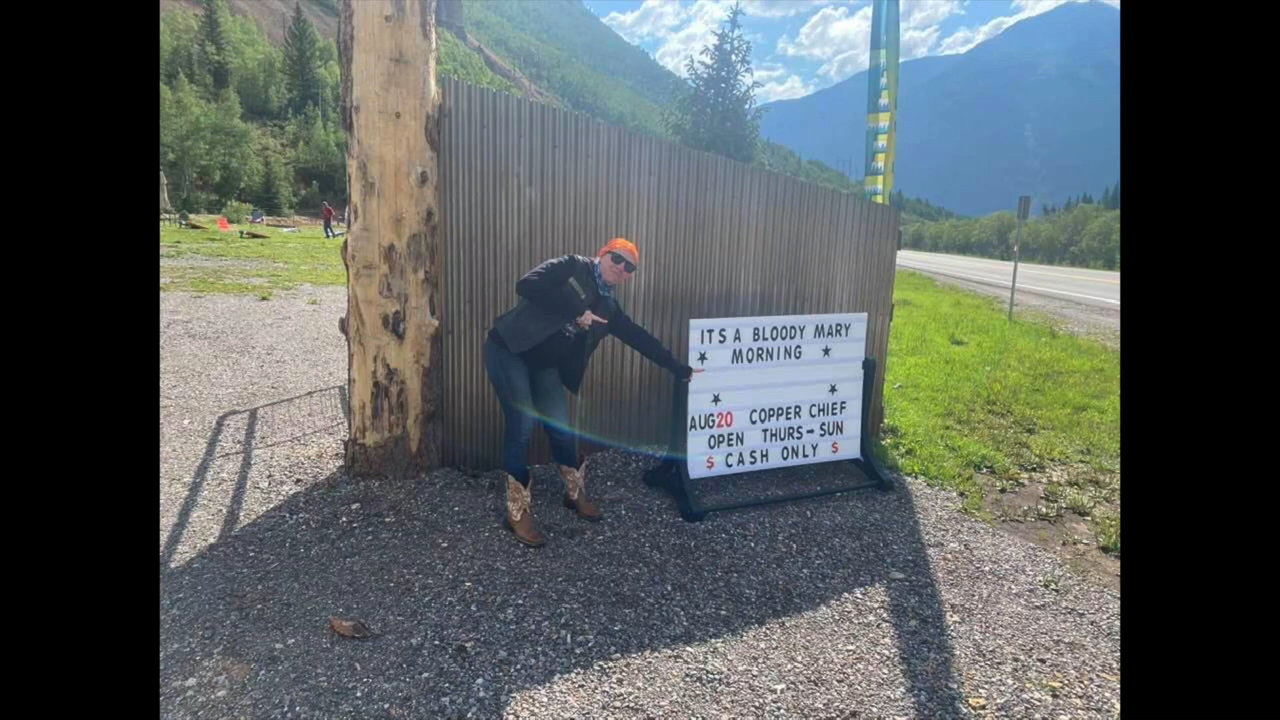 ITS A BLOODY MARY
★ MORNING ★
★ ★
AUG20 COPPER CHIEF
OPEN THURS→SUN
$ CASH ONLY $